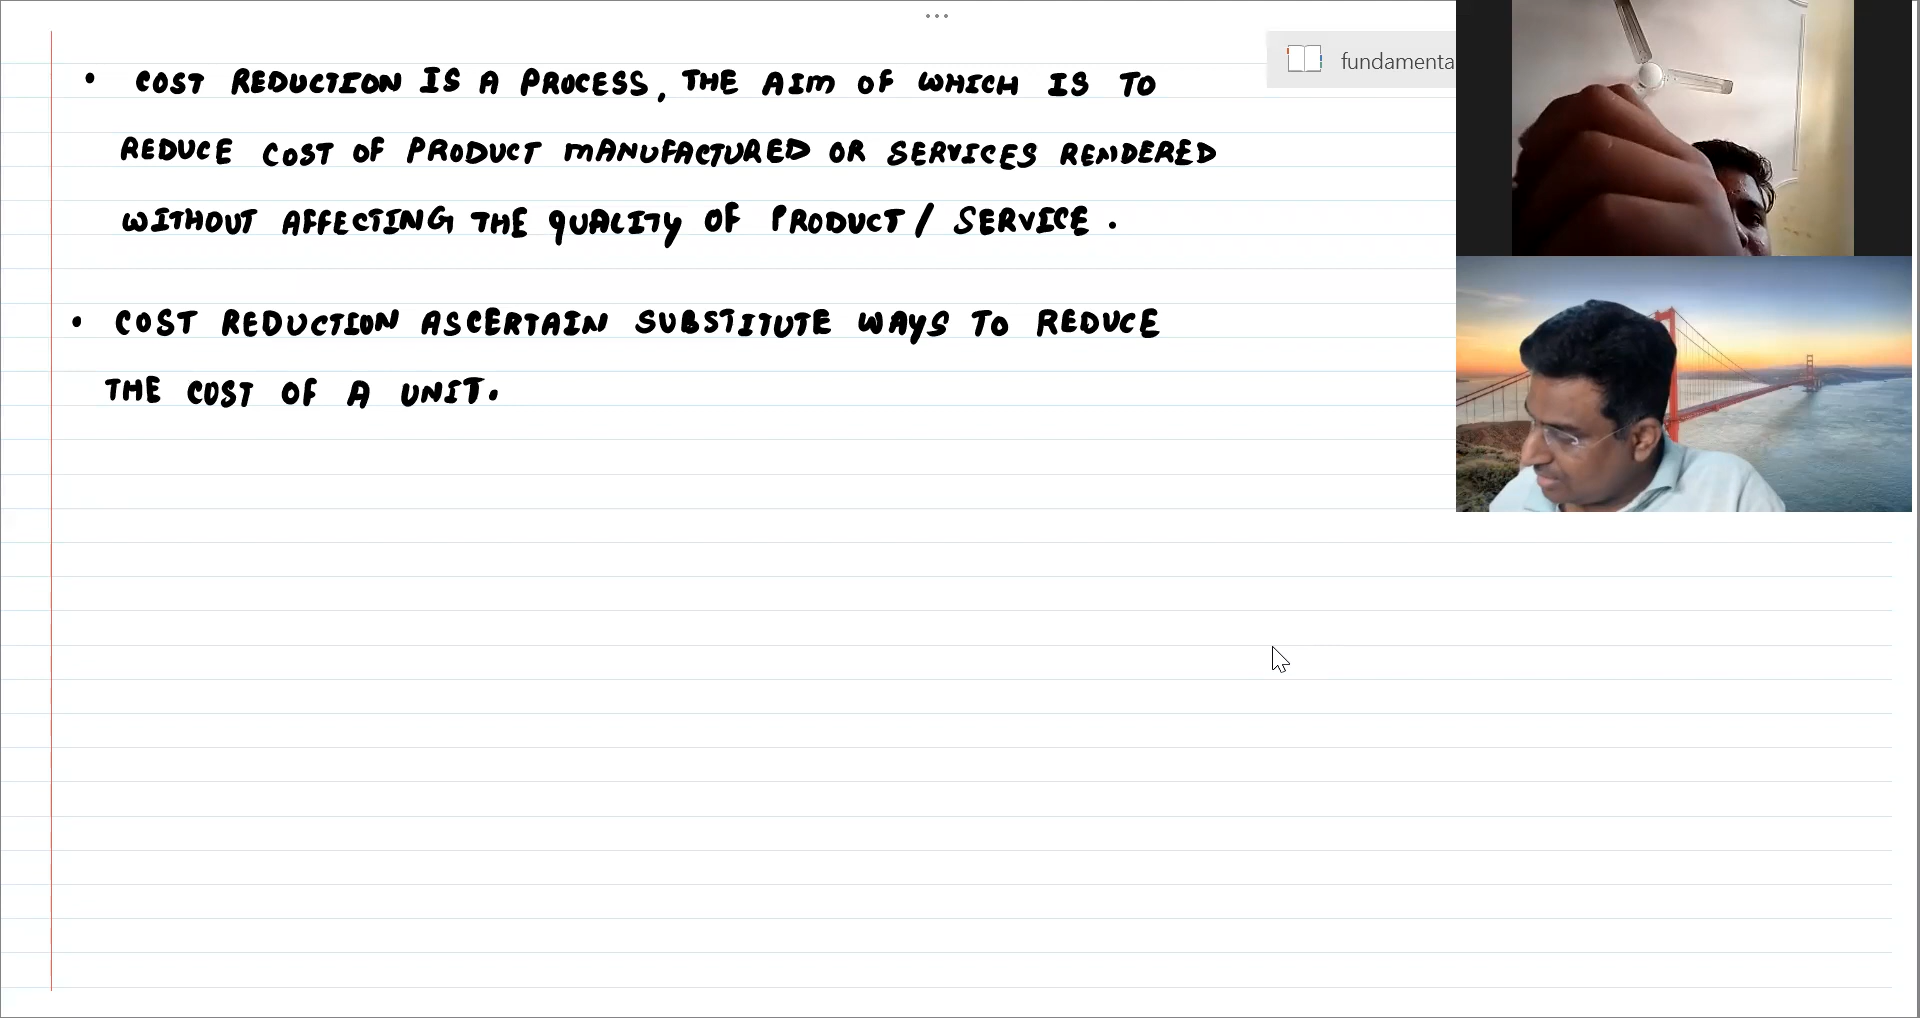 • COST REDUCTION IS A PROCESS, THE AIM OF WHICH IS TO
REDUCE COST OF PRODUCT MANUFACTURED OR SERVICES RENDERED
WITHOUT AFFECTING THE QUALITY OF PRODUCT / SERVICE.
• COST REDUCTION ASCERTAIN SUBSTITUTE WAYS TO REDUCE
THE COST OF A UNIT.
fundamenta